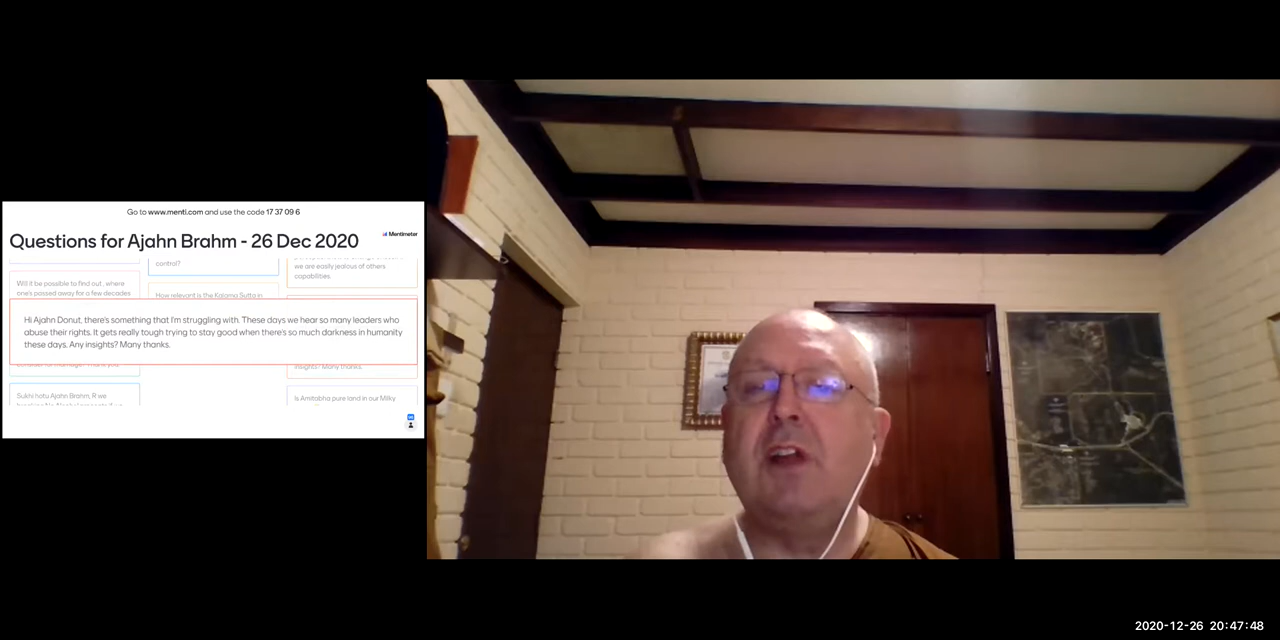 Go to www.menti.com and use the code 17 37 09 6
Questions for Ajahn Brahm - 26 Dec 2020
Mentimeter
control?
we are easily jealous of others
capabilities.
Will it be possible to find out , where
one's passed away for a few decades
How relevant is the Kalama Sutta in
Hi Ajahn Donut, there's something that I'm struggling with. These days we hear so many leaders who
abuse their rights. It gets really tough trying to stay good when there's so much darkness in humanity
these days. Any insights? Many thanks.
insights? Many thanks.
Sukhi hotu Ajahn Brahm, R we
Is Amitabha pure land in our Milky
2020-12-26 20:47:48